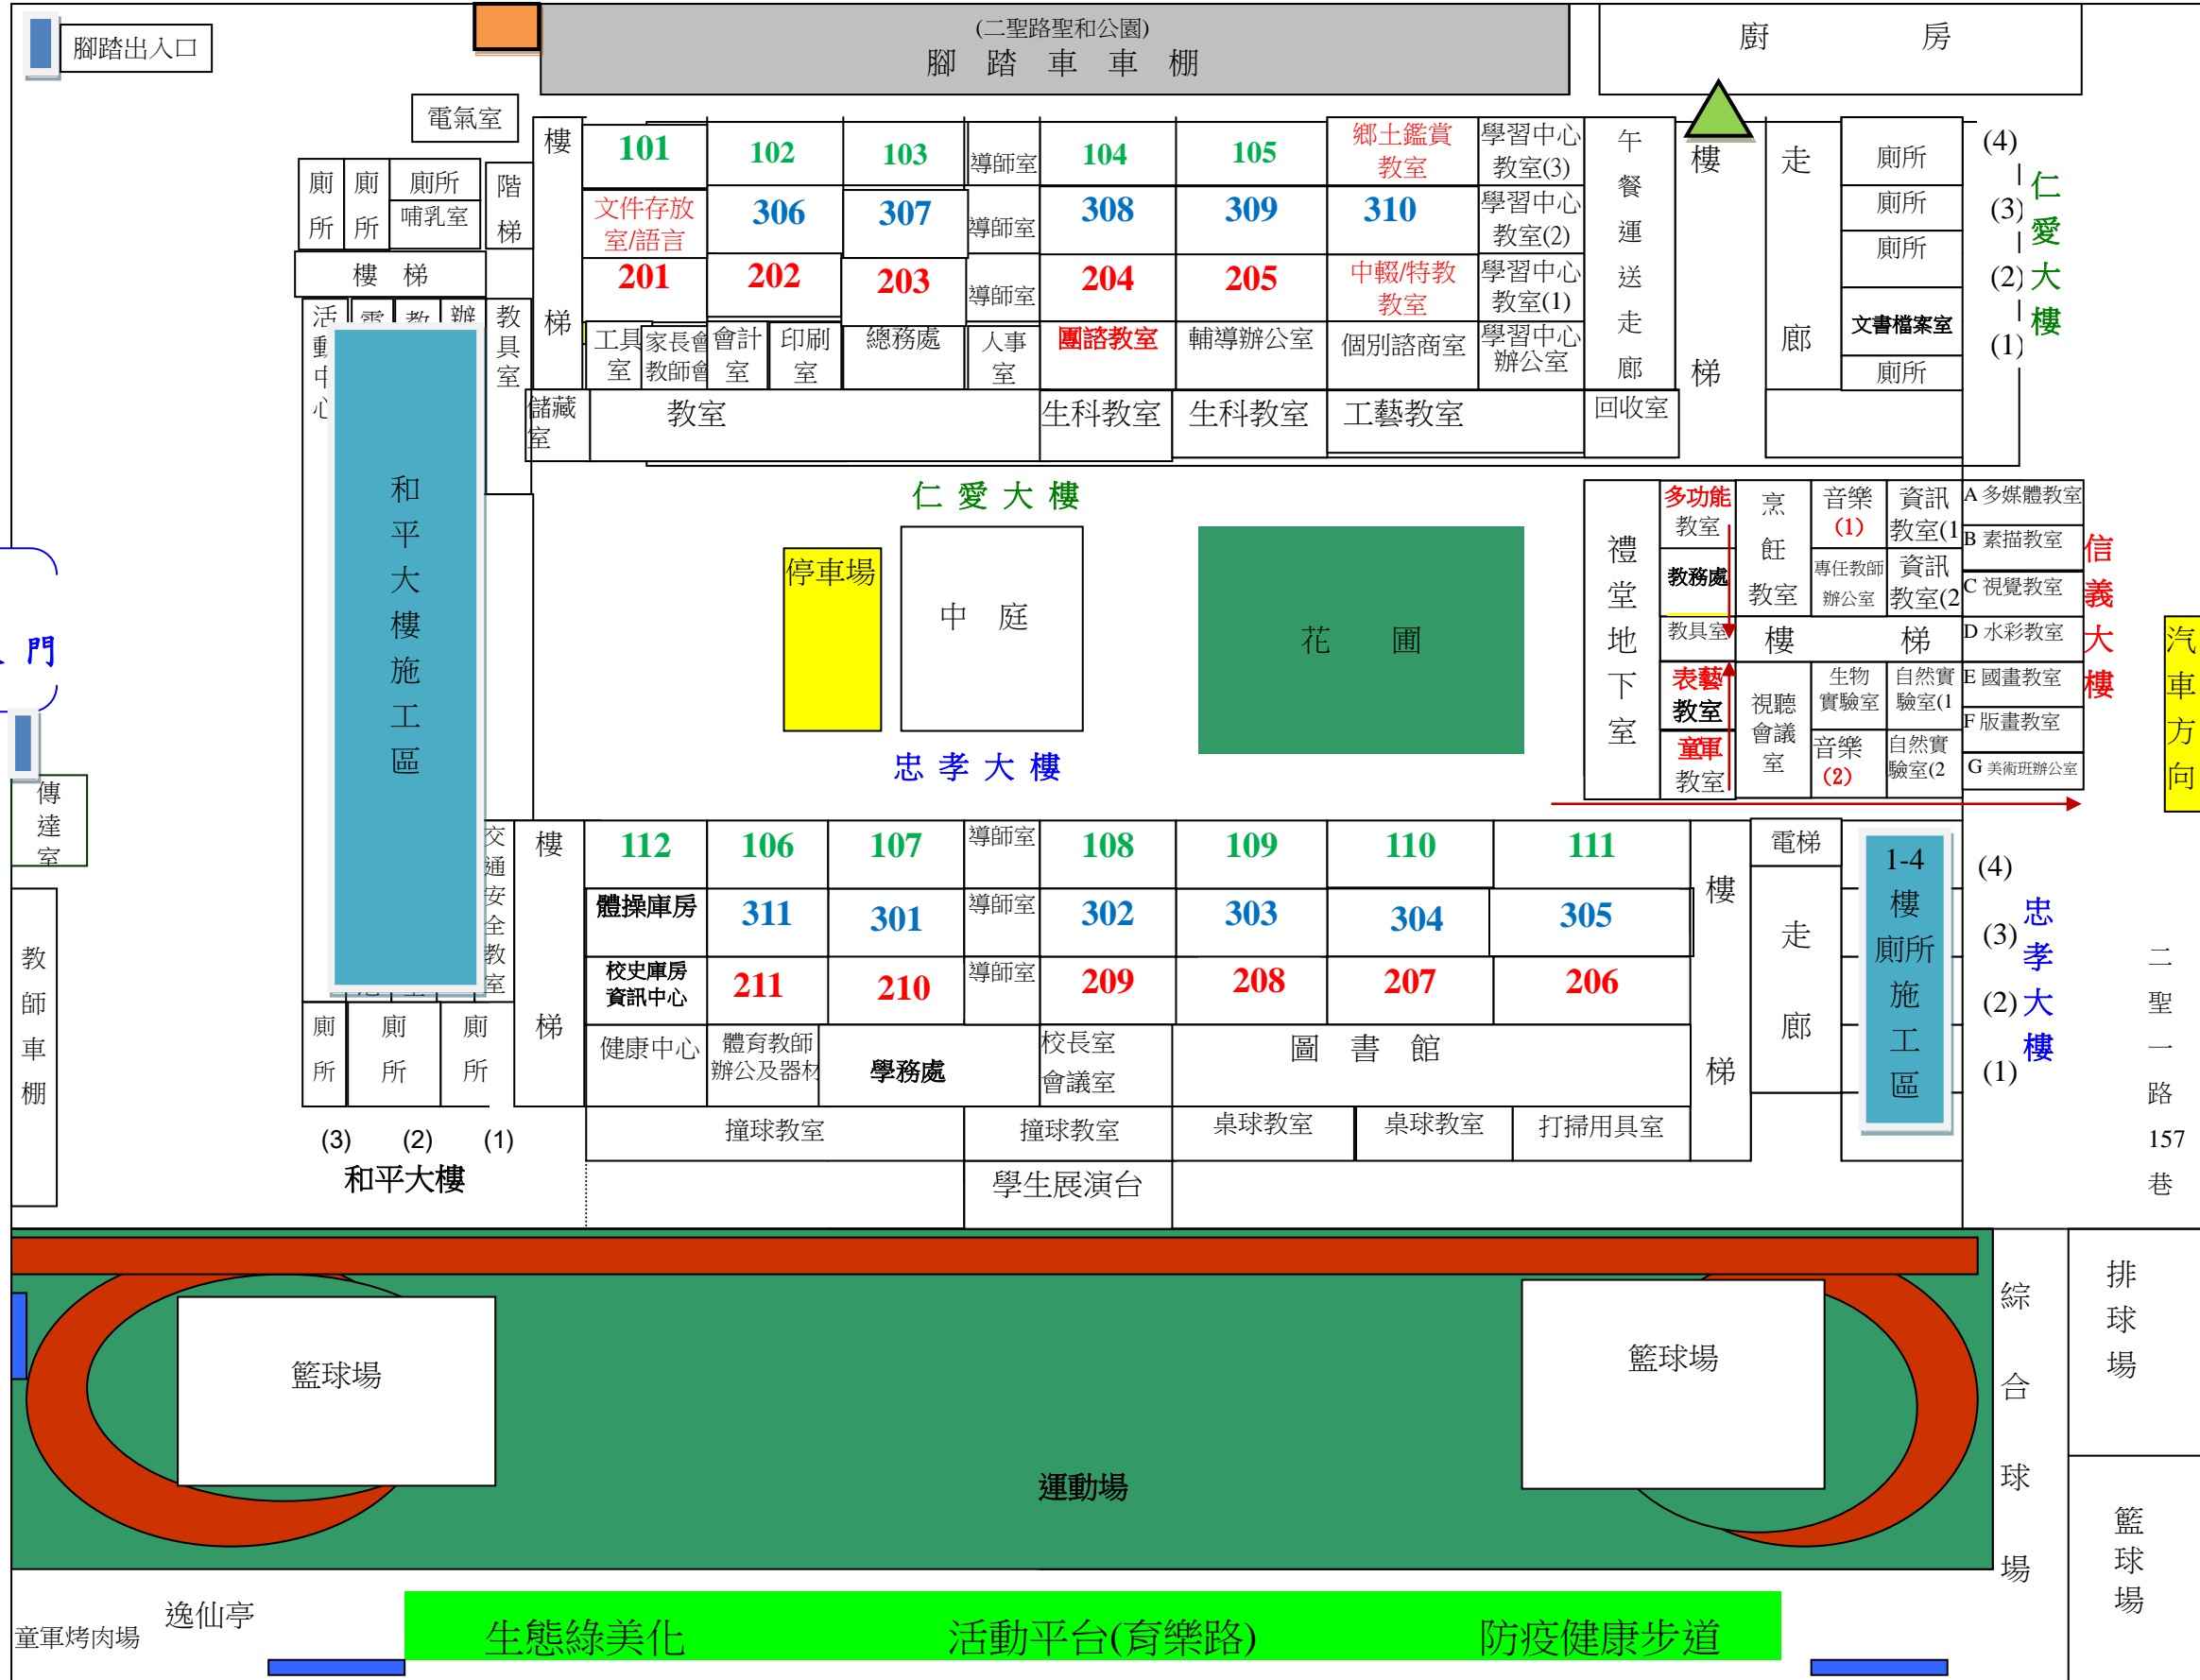 腳踏出入口
(二聖路聖和公園)
腳 踏 車 車 棚
廚 房
電氣室
廁所
廁所
廁所
哺乳室
階梯
樓 梯
樓梯
101
102
103
導師室
104
105
鄉土鑑賞
教室
學習中心
教室(3)
文件存放
室/語言
306
307
導師室
308
309
310
學習中心
教室(2)
201
202
203
導師室
204
205
中輟/特教
教室
學習中心
教室(1)
工具
室
家長會
教師會
會計
室
印刷
室
總務處
人事
室
團諮教室
輔導辦公室
個別諮商室
學習中心
辦公室
儲藏
室
教室
生科教室
生科教室
工藝教室
回收室
午餐運送走廊
樓梯
走廊
廁所
廁所
廁所
文書檔案室
廁所
(4)
(3)
(2)
(1)
仁愛大樓
活動中心
教具室
和平大樓施工區
仁 愛 大 樓
停車場
中 庭
花 圃
忠 孝 大 樓
禮堂地下室
多功能
教室
教務處
教具室
表藝
教室
童軍
教室
烹飪
教室
音樂
(1)
資訊
教室(1
專任教師
辦公室
資訊
教室(2
樓 梯
視聽
會議
室
生物
實驗室
自然實
驗室(1
音樂
(2)
自然實
驗室(2
A 多媒體教室
B 素描教室
C 視覺教室
D 水彩教室
E 國畫教室
F 版畫教室
G 美術班辦公室
信義大樓
汽車方向
門
傳達室
教師車棚
交通安全教室
樓梯
112
106
107
導師室
108
109
110
111
體操庫房
311
301
導師室
302
303
304
305
校史庫房
資訊中心
211
210
導師室
209
208
207
206
健康中心
體育教師
辦公及器材
學務處
校長室
會議室
圖 書 館
撞球教室
撞球教室
桌球教室
桌球教室
打掃用具室
學生展演台
樓梯
電梯
走廊
1-4
樓
廁所
施
工
區
(4)
(3)
(2)
(1)
忠孝大樓
二聖一路157巷
廁所
廁所
廁所
(3) (2) (1)
和平大樓
籃球場
籃球場
運動場
綜合球場
排球場
籃球場
童軍烤肉場
逸仙亭
生態綠美化
活動平台(育樂路)
防疫健康步道